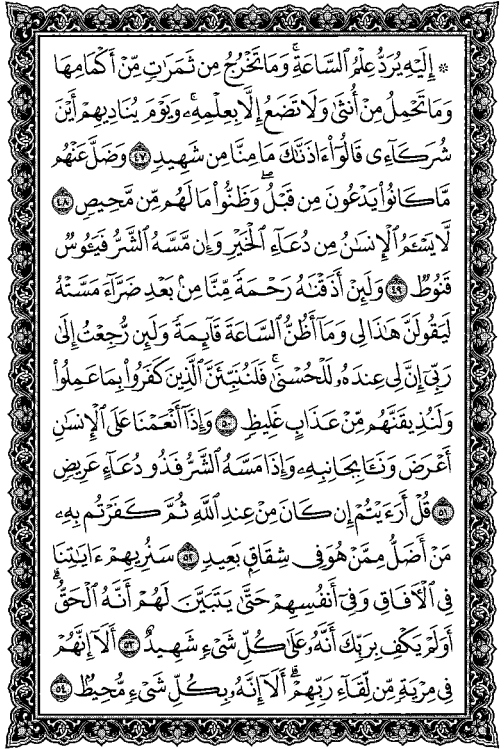 ۞ إِلَيْهِ يُرَدُّ عِلْمُ ٱلسَّاعَةِ ۚ وَمَا تَخْرُجُ مِن ثَمَرَٰتٍ مِّنْ أَكْمَامِهَا
وَمَا تَحْمِلُ مِنْ أُنثَىٰ وَلَا تَضَعُ إِلَّا بِعِلْمِهِۦ ۚ وَيَوْمَ يُنَادِيهِمْ أَيْنَ
شُرَكَآءِى قَالُوٓا۟ ءَاذَنَّٰكَ مَا مِنَّا مِن شَهِيدٍ ٤٧ وَضَلَّ عَنْهُم
مَّا كَانُوا۟ يَدْعُونَ مِن قَبْلُ ۖ وَظَنُّوا۟ مَا لَهُم مِّن مَّحِيصٍ ٤٨
لَّا يَسْـَٔمُ ٱلْإِنسَٰنُ مِن دُعَآءِ ٱلْخَيْرِ وَإِن مَّسَّهُ ٱلشَّرُّ فَيَـُٔوسٌ
قَنُوطٌ ٤٩ وَلَئِنْ أَذَقْنَٰهُ رَحْمَةً مِّنَّا مِنۢ بَعْدِ ضَرَّآءَ مَسَّتْهُ
لَيَقُولَنَّ هَٰذَا لِى وَمَآ أَظُنُّ ٱلسَّاعَةَ قَآئِمَةً وَلَئِن رُّجِعْتُ إِلَىٰ
رَبِّىٓ إِنَّ لِى عِندَهُۥ لَلْحُسْنَىٰ ۚ فَلَنُنَبِّئَنَّ ٱلَّذِينَ كَفَرُوا۟ بِمَا عَمِلُوا۟
وَلَنُذِيقَنَّهُم مِّنْ عَذَابٍ غَلِيظٍ ٥٠ وَإِذَآ أَنْعَمْنَا عَلَى ٱلْإِنسَٰنِ
أَعْرَضَ وَنَـَٔا بِجَانِبِهِۦ وَإِذَا مَسَّهُ ٱلشَّرُّ فَذُو دُعَآءٍ عَرِيضٍ
٥١ قُلْ أَرَءَيْتُمْ إِن كَانَ مِنْ عِندِ ٱللَّهِ ثُمَّ كَفَرْتُم بِهِۦ
مَنْ أَضَلُّ مِمَّنْ هُوَ فِى شِقَاقٍۭ بَعِيدٍ ٥٢ سَنُرِيهِمْ ءَايَٰتِنَا
فِى ٱلْءَافَاقِ وَفِىٓ أَنفُسِهِمْ حَتَّىٰ يَتَبَيَّنَ لَهُمْ أَنَّهُ ٱلْحَقُّ ۗ
أَوَلَمْ يَكْفِ بِرَبِّكَ أَنَّهُۥ عَلَىٰ كُلِّ شَىْءٍ شَهِيدٌ ٥٣ أَلَآ إِنَّهُمْ
فِى مِرْيَةٍ مِّن لِّقَآءِ رَبِّهِمْ ۗ أَلَآ إِنَّهُۥ بِكُلِّ شَىْءٍ مُّحِيطٌۢ ٥٤